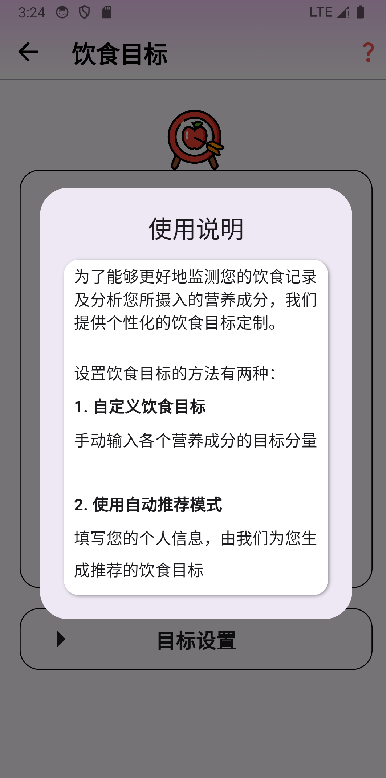 3:24
LTE
饮食目标
?
使用说明
为了能够更好地监测您的饮食记录
及分析您所摄入的营养成分，我们
提供个性化的饮食目标定制。
设置饮食目标的方法有两种：
1. 自定义饮食目标
手动输入各个营养成分的目标分量
2. 使用自动推荐模式
填写您的个人信息，由我们为您生
成推荐的饮食目标
目标设置